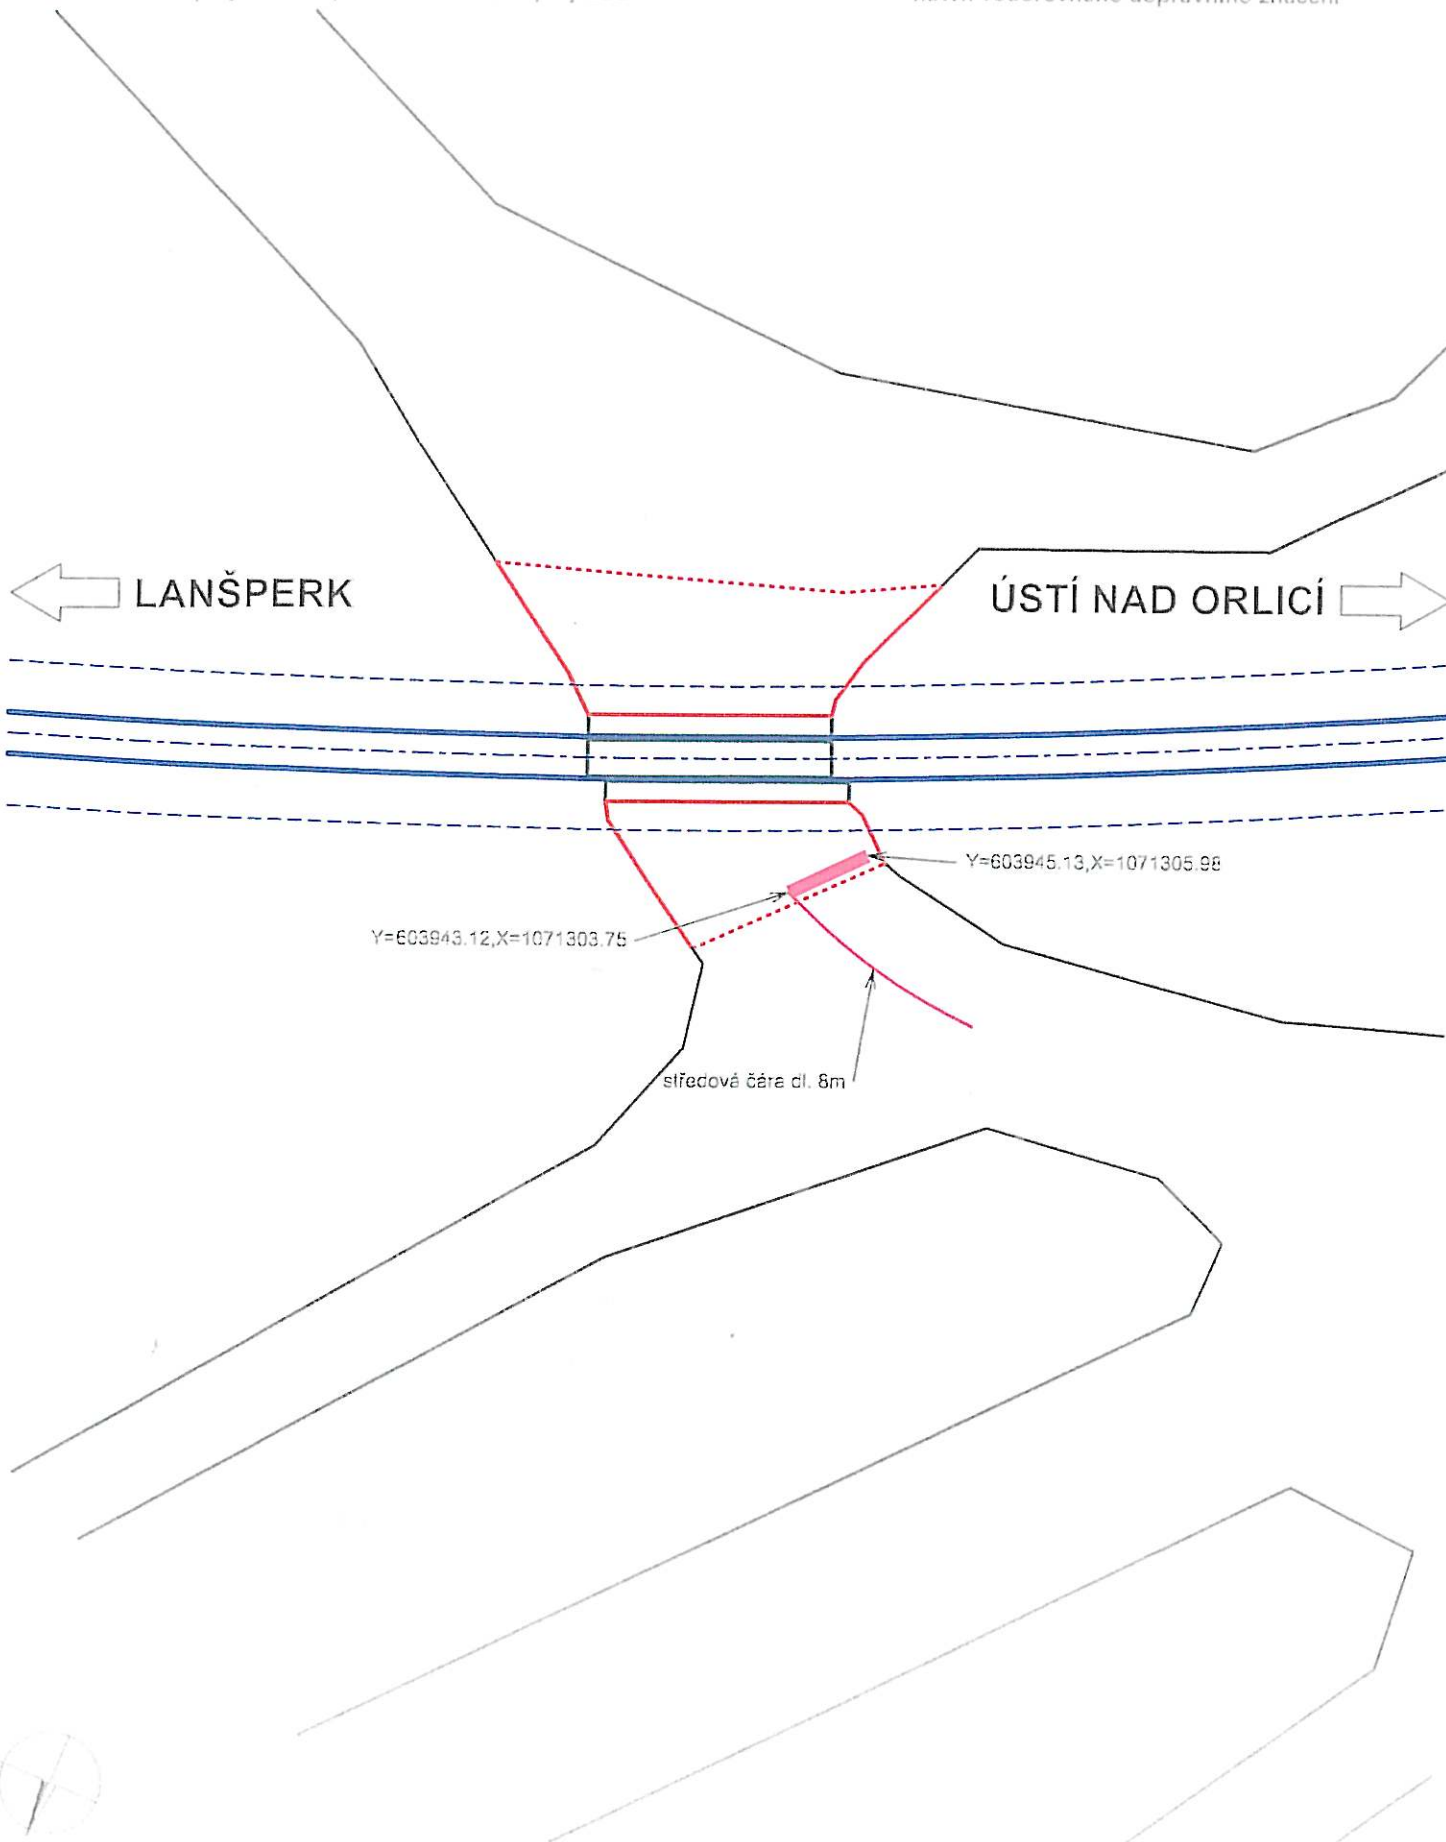 LANŠPERK
ÚSTÍ NAD ORLICÍ
Y=603945.13,X=1071305.98
Y=603943.12,X=1071303.75
středová čára dl. 8m